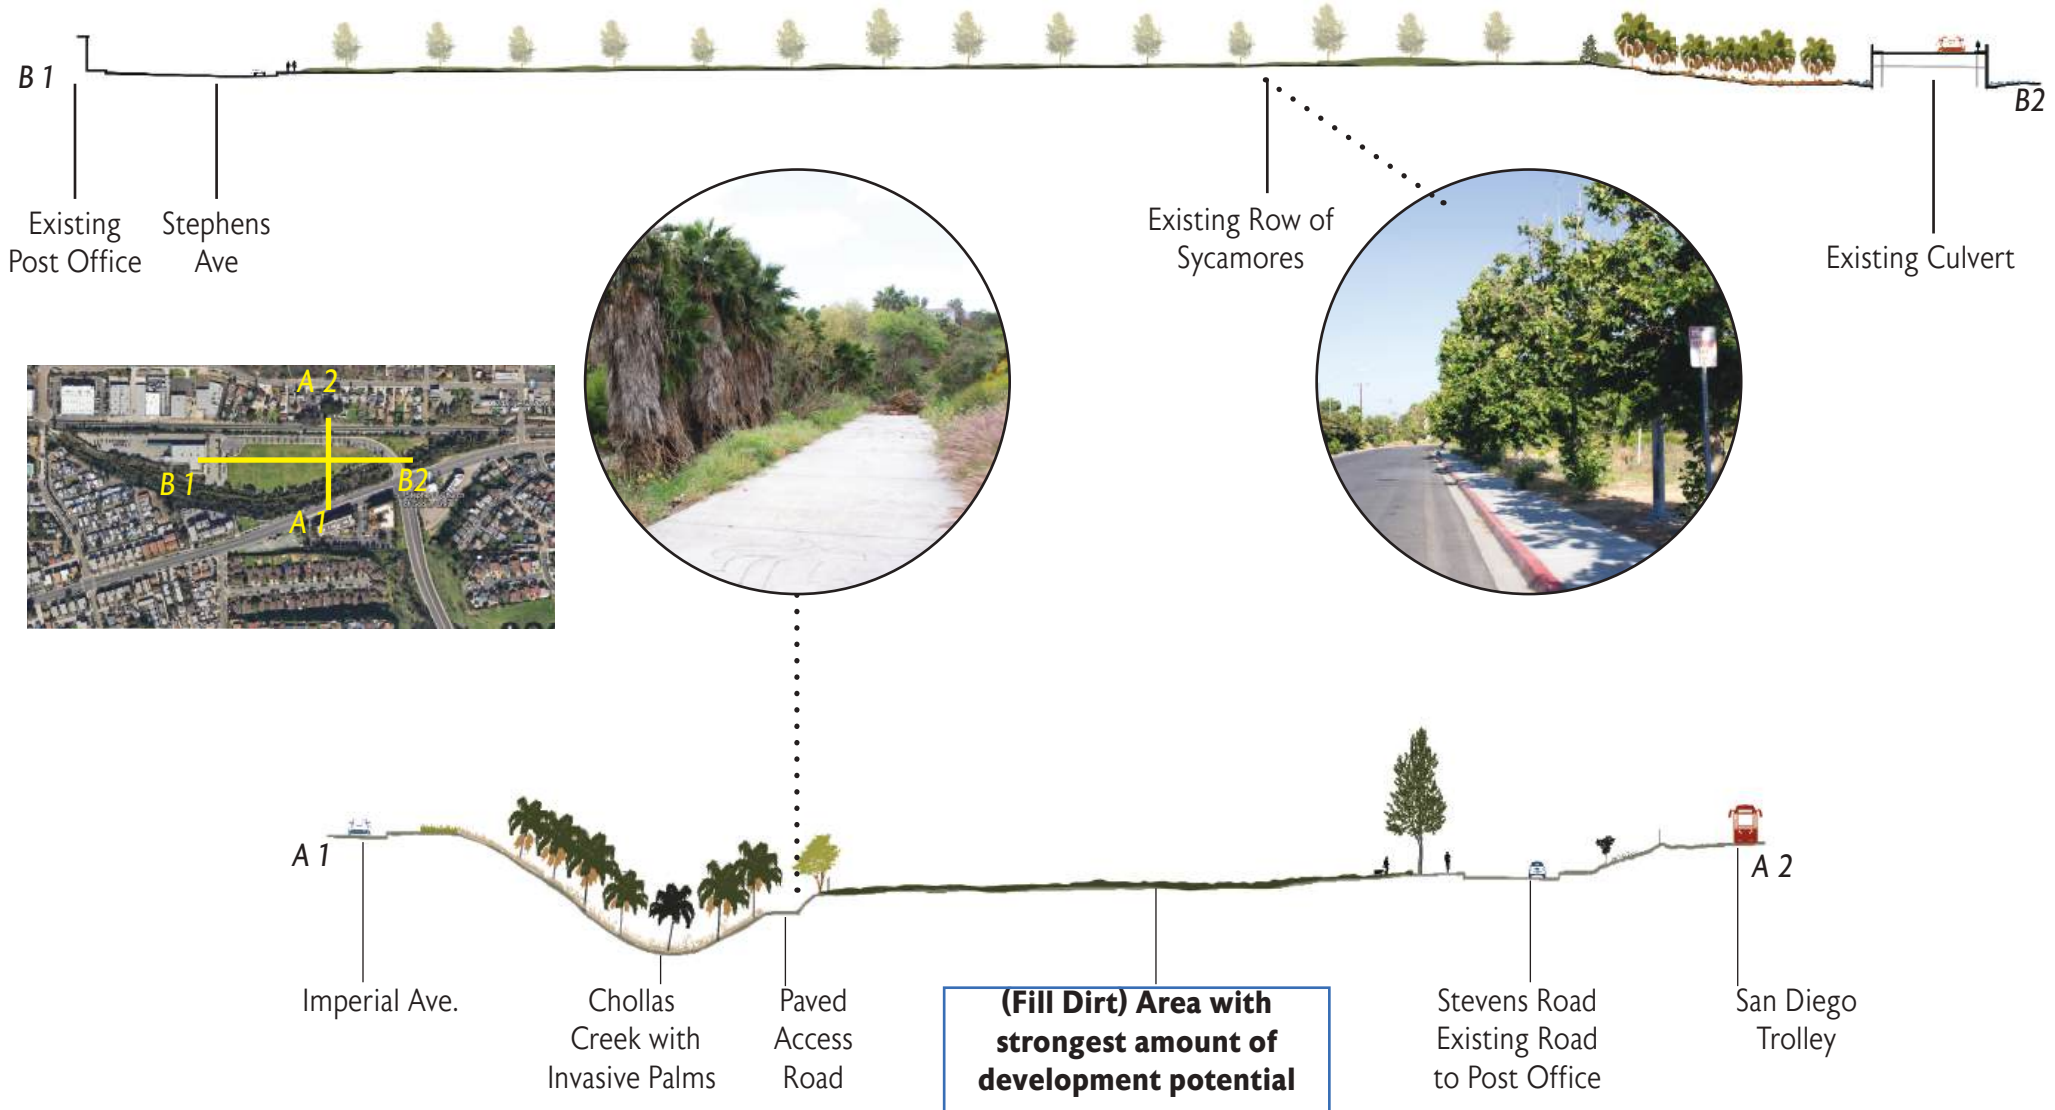 B 1
B2
Existing
Post Office
Stephens
Ave
Existing Row of
Sycamores
Existing Culvert
A 2
B 1
B2
A 1
A 1
A 2
Imperial Ave.
Chollas
Creek with
Invasive Palms
Paved
Access
Road
(Fill Dirt) Area with
strongest amount of
development potential
Stevens Road
Existing Road
to Post Office
San Diego
Trolley